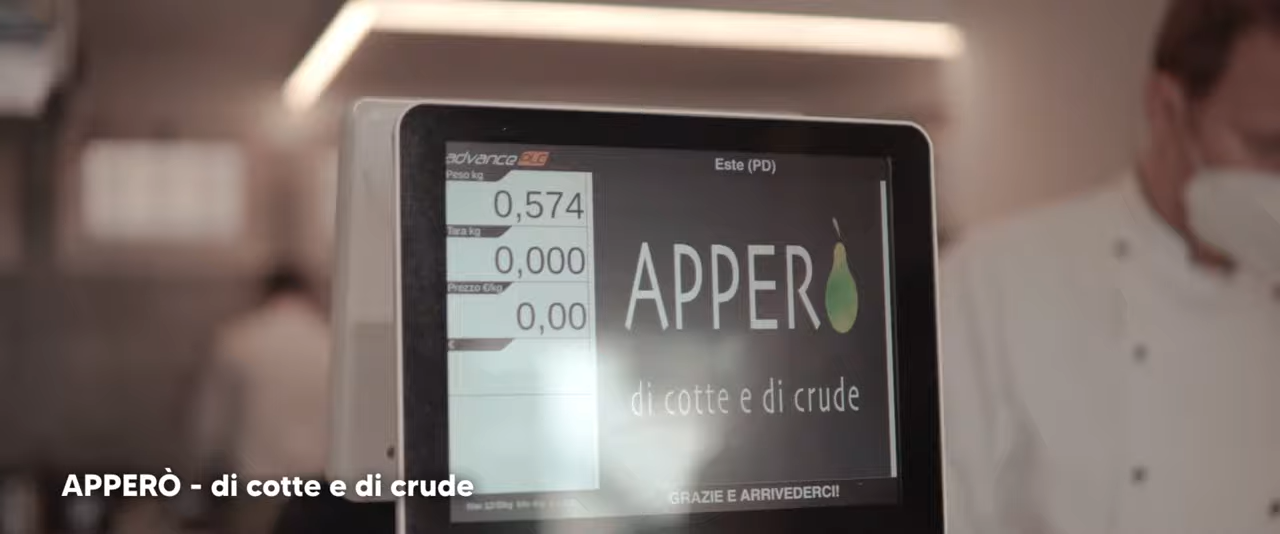 advance PLC
Este (PD)
Peso kg
0,574
Tara kg
0,000
Prezzo €/kg
0,00
€
APPERÒ
di cotte e di crude
GRAZIE E ARRIVEDERCI!
APPERÒ - di cotte e di crude